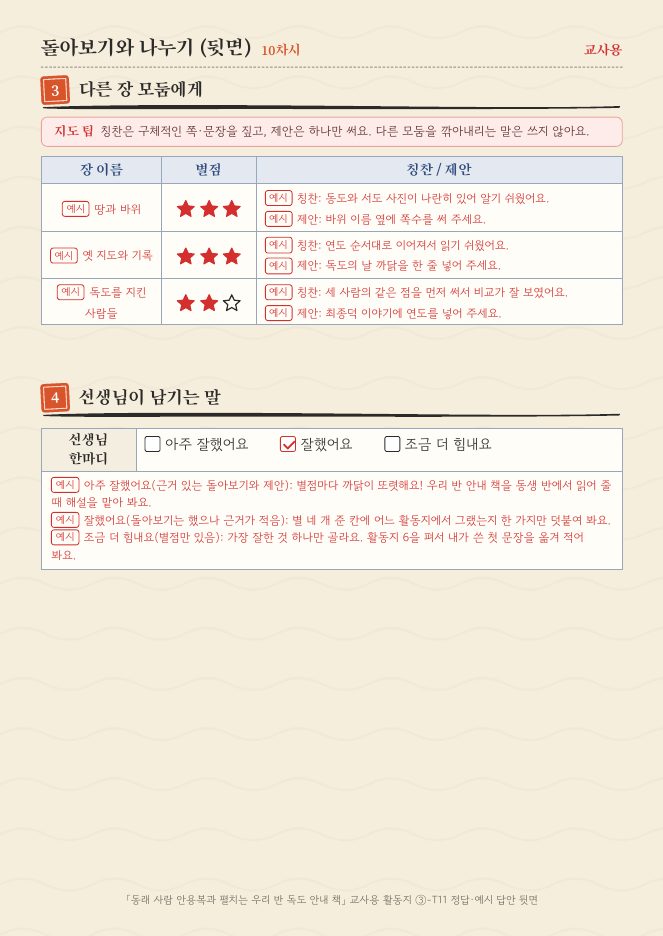 돌아보기와 나누기 (뒷면) 10차시 교사용
3 다른 장 모둠에게
지도 팁 칭찬은 구체적인 쪽·문장을 짚고, 제안은 하나만 써요. 다른 모둠을 깎아내리는 말은 쓰지 않아요.
장 이름 별점 칭찬 / 제안
예시 땅과 바위
예시 칭찬: 동도와 서도 사진이 나란히 있어 알기 쉬웠어요.
예시 제안: 바위 이름 옆에 쪽수를 써 주세요.
예시 옛 지도와 기록
예시 칭찬: 연도 순서대로 이어져서 읽기 쉬웠어요.
예시 제안: 독도의 날 까닭을 한 줄 넣어 주세요.
예시 독도를 지킨
사람들
예시 칭찬: 세 사람의 같은 점을 먼저 써서 비교가 잘 보였어요.
예시 제안: 최종덕 이야기에 연도를 넣어 주세요.
4 선생님이 남기는 말
선생님
한마디
아주 잘했어요 잘했어요 조금 더 힘내요
예시 아주 잘했어요(근거 있는 돌아보기와 제안): 별점마다 까닭이 또렷해요! 우리 반 안내 책을 동생 반에서 읽어 줄
때 해설을 맡아 봐요.
예시 잘했어요(돌아보기는 했으나 근거가 적음): 별 네 개 준 칸에 어느 활동지에서 그랬는지 한 가지만 덧붙여 봐요.
예시 조금 더 힘내요(별점만 있음): 가장 잘한 것 하나만 골라요. 활동지 6을 펴서 내가 쓴 첫 문장을 옮겨 적어
봐요.
「동래 사람 안용복과 펼치는 우리 반 독도 안내 책」 교사용 활동지 ③-T11 정답·예시 답안 뒷면